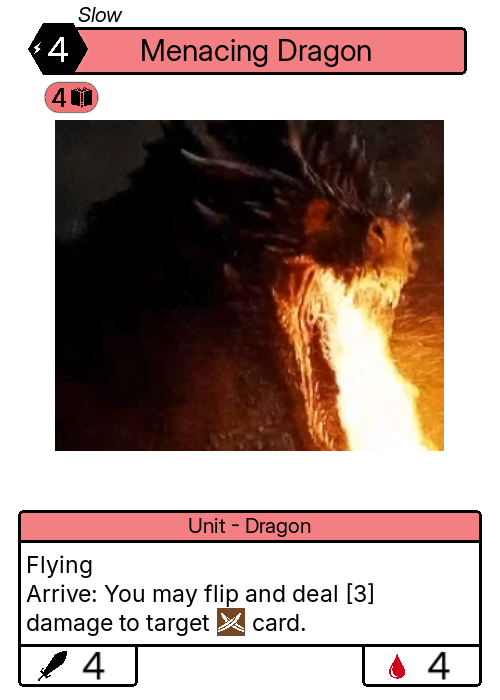 Slow
4 Menacing Dragon
4
Unit - Dragon
Flying
Arrive: You may flip and deal [3]
damage to target card.
4 4